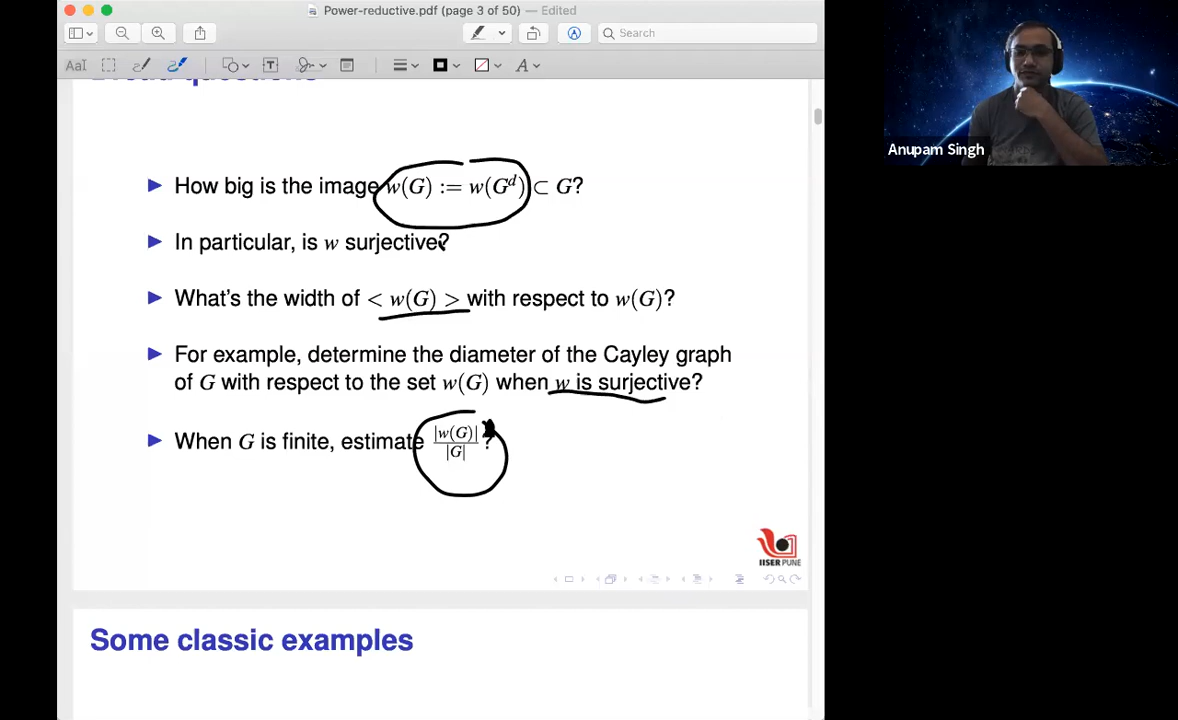 Power-reductive.pdf (page 3 of 50) — Edited
Search
AaI
A
▶ How big is the image w(G) := w(G^d) ⊂ G?
▶ In particular, is w surjective?
▶ What's the width of < w(G) > with respect to w(G)?
▶ For example, determine the diameter of the Cayley graph
of G with respect to the set w(G) when w is surjective?
▶ When G is finite, estimate |w(G)|/|G| ?
IISER PUNE
Some classic examples
Anupam Singh